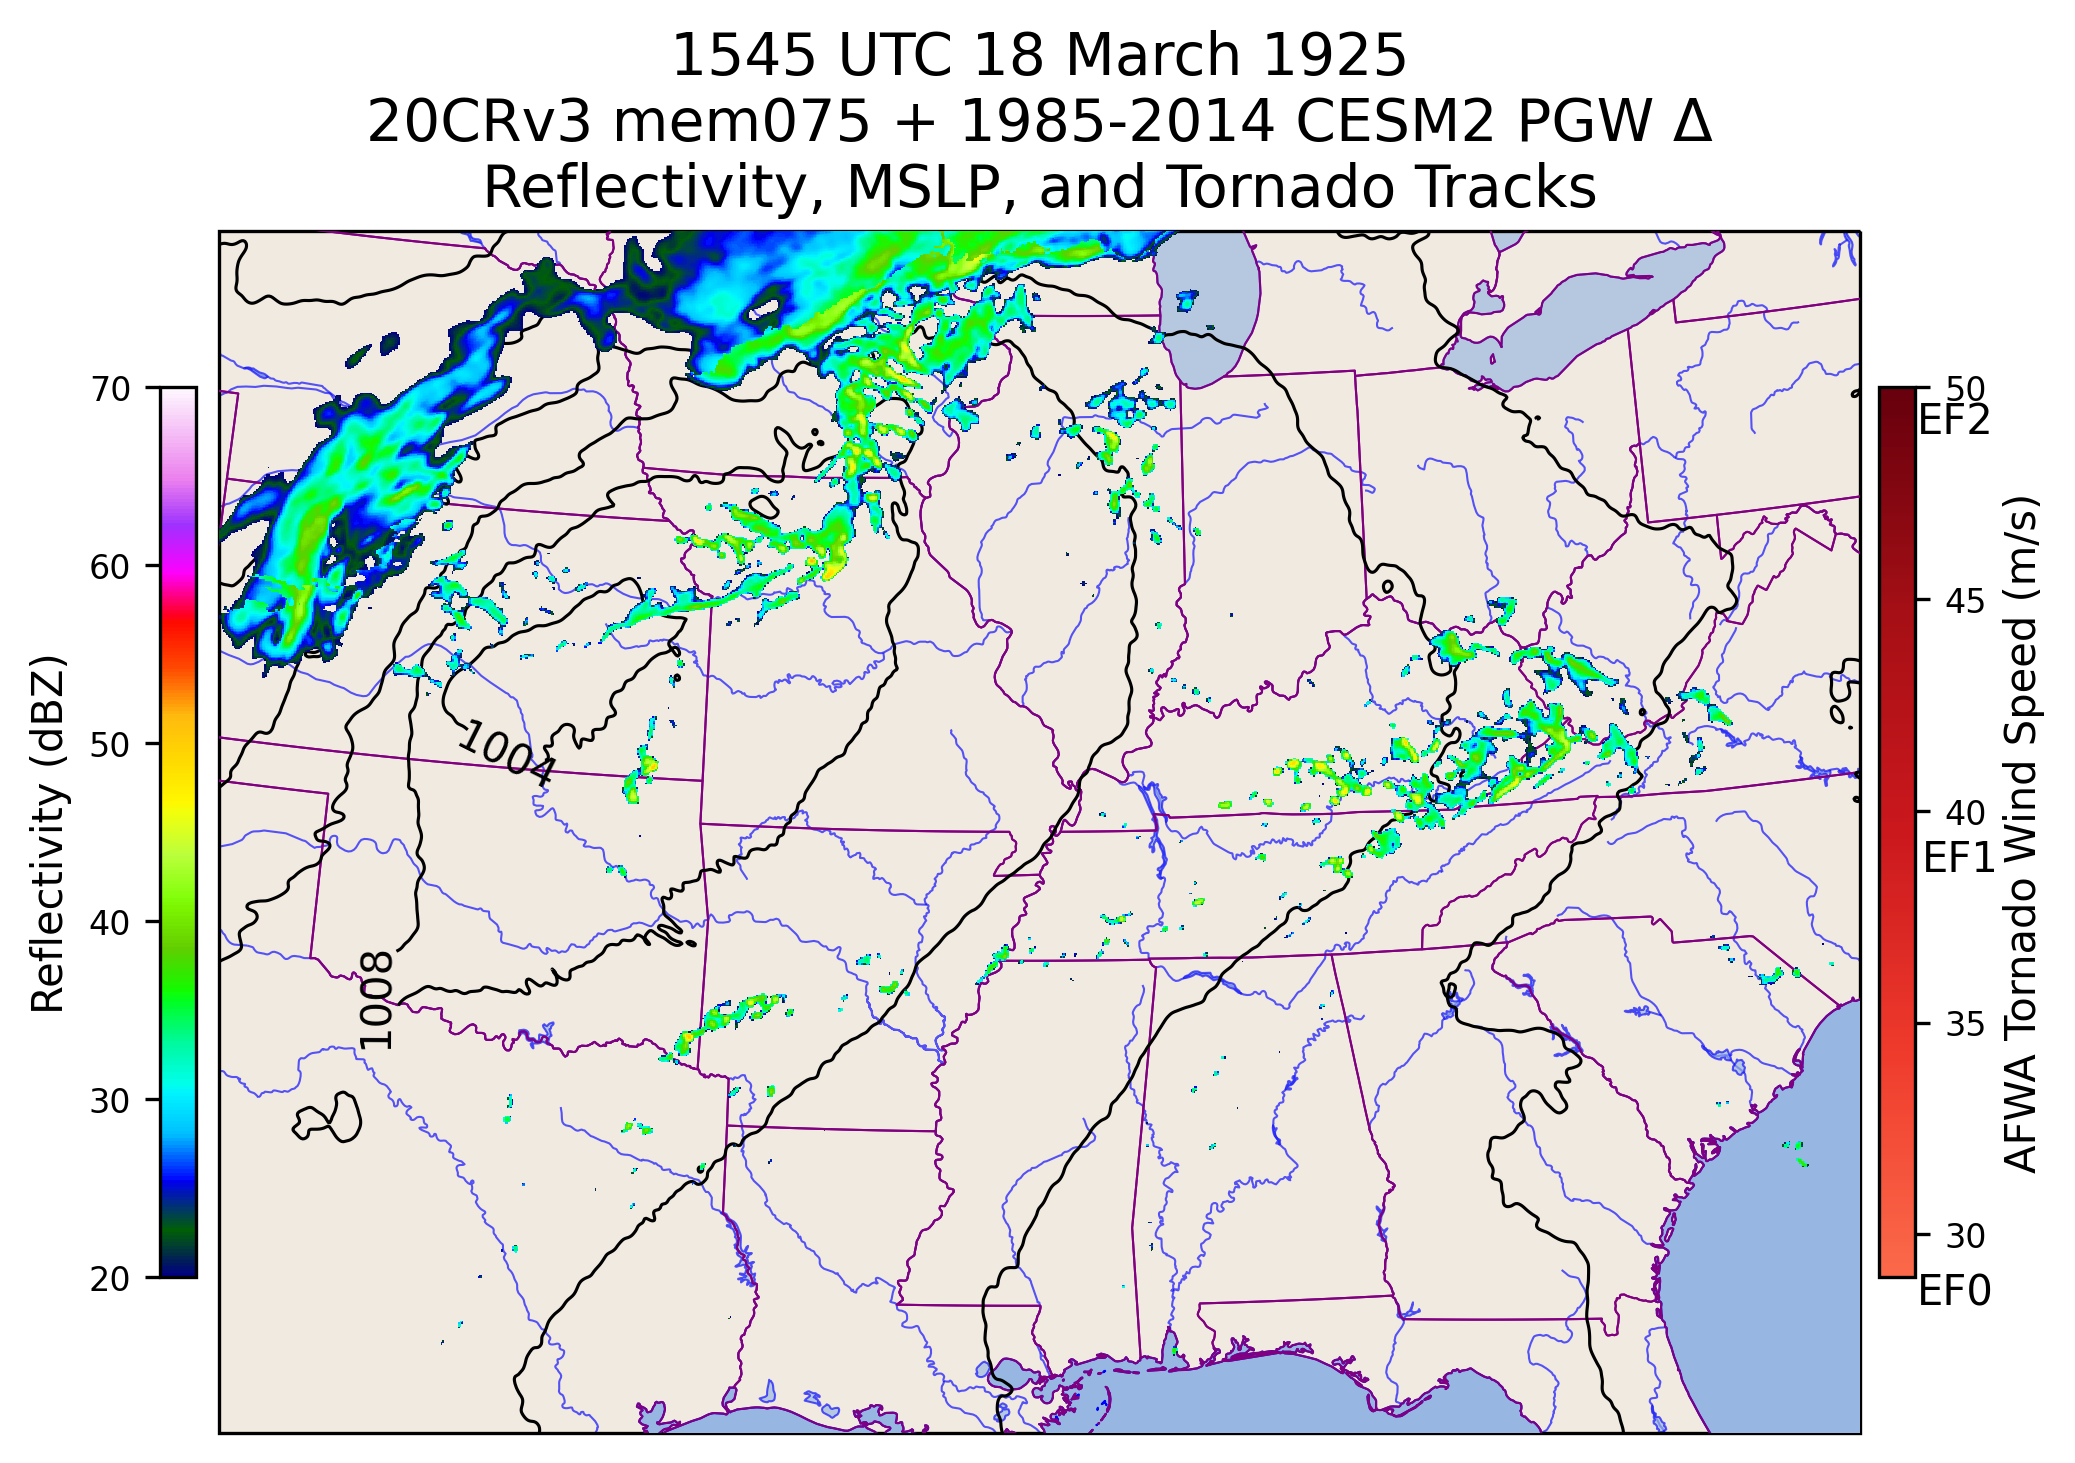 1545 UTC 18 March 1925
20CRv3 mem075 + 1985-2014 CESM2 PGW Δ
Reflectivity, MSLP, and Tornado Tracks
70
60
50
40
30
20
Reflectivity (dBZ)
1004
1008
50
EF2
45
40
EF1
35
30
EF0
AFWA Tornado Wind Speed (m/s)